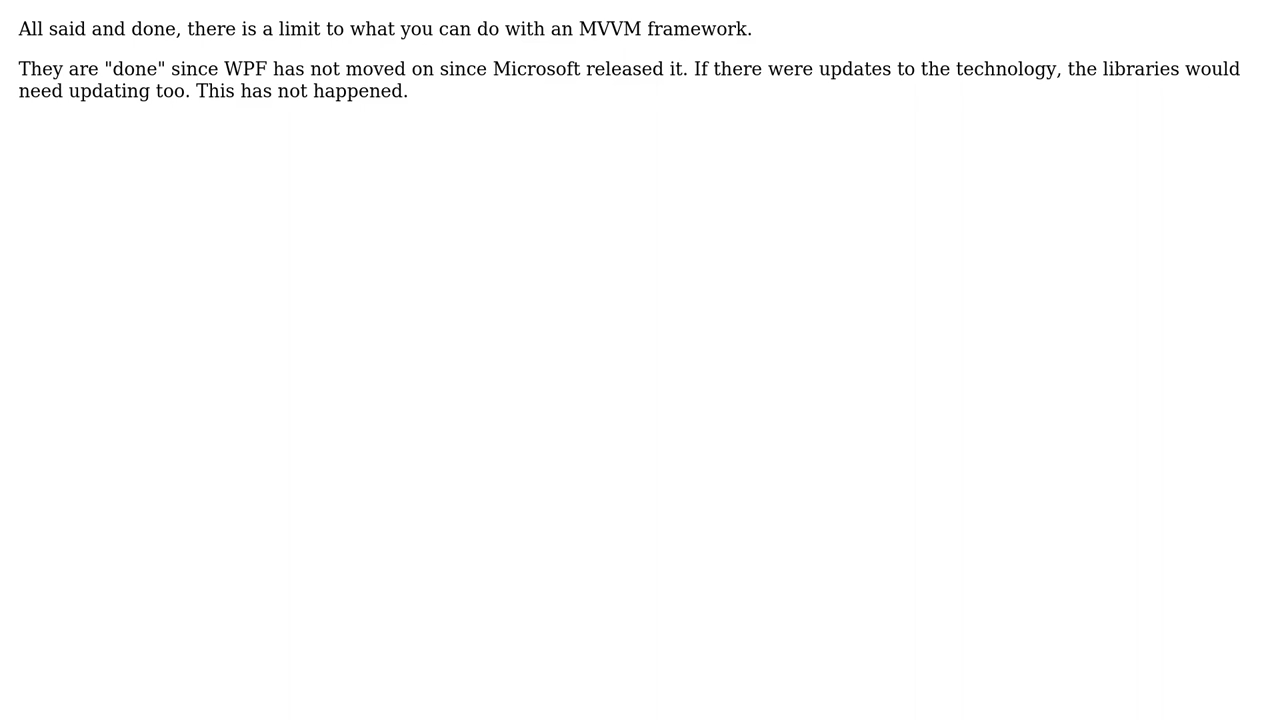 All said and done, there is a limit to what you can do with an MVVM framework.
They are "done" since WPF has not moved on since Microsoft released it. If there were updates to the technology, the libraries would
need updating too. This has not happened.